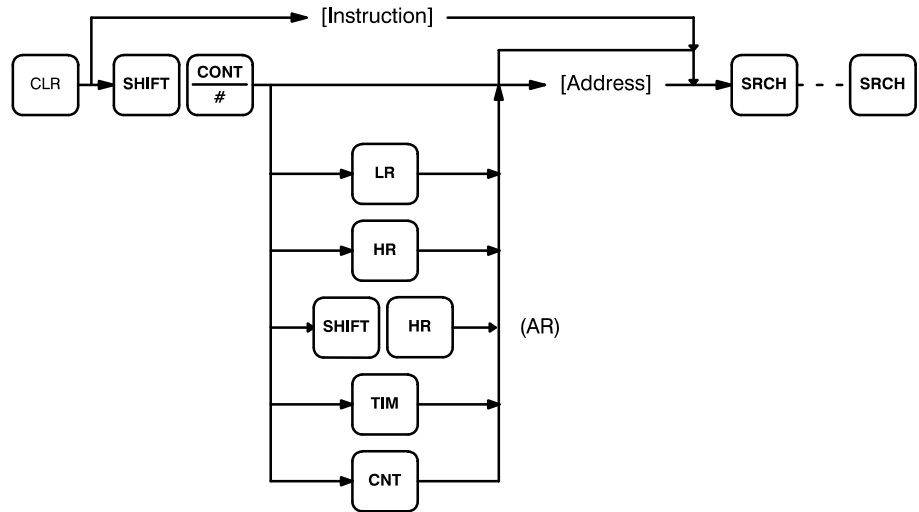 [Instruction]
CLR SHIFT CONT
# [Address] SRCH SRCH
LR
HR
SHIFT HR (AR)
TIM
CNT